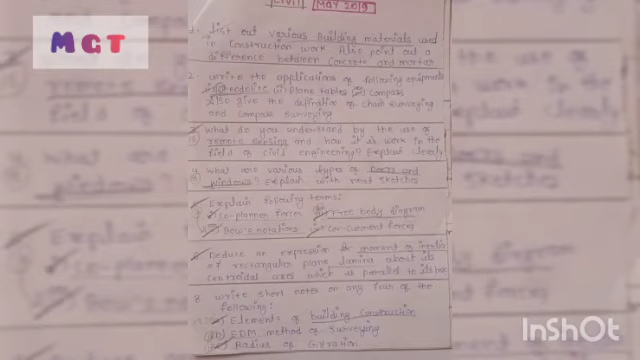 CIVIL MAY 2019
MGT
1. List out various Building materials used
in Construction work Also point out a
difference between Concrete and mortar.
2. Write the applications of following equipments
i) Theodolite ii) Plane tables iii) Compass
Also give the definition of chain surveying
and Compass surveying
3. What do you understand by the use of
remote sensing and how it is work in the
field of civil engineering? Explain clearly
4. What are various types of Doors and
windows? Explain with neat sketches
Explain following terms:
Co-planner forces Free body diagram
Bow's notations Con-current forces
Deduce an expression for moment of inertia
of rectangular plane lamina about its
centroidal axes which is parallel to its base
8. Write short notes on any four of the
following:
a) Elements of building Construction
b) EDM method of surveying
c) Radius of Gyration
InShOt